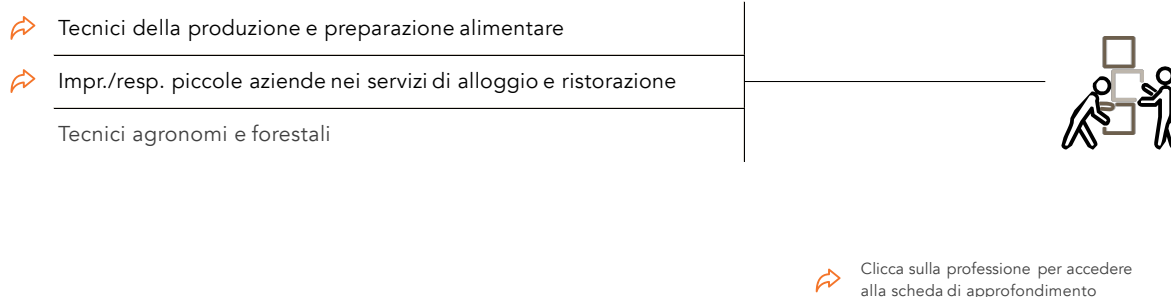 Tecnici della produzione e preparazione alimentare
Impr./resp. piccole aziende nei servizi di alloggio e ristorazione
Tecnici agronomi e forestali
Clicca sulla professione per accedere
alla scheda di approfondimento